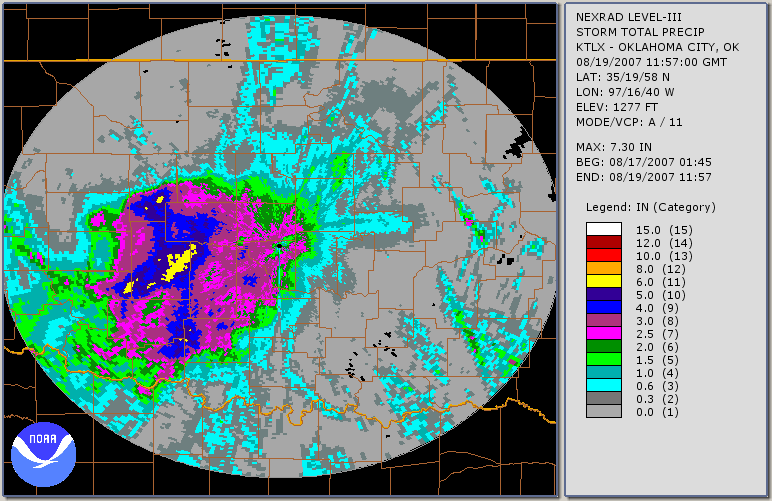 NEXRAD LEVEL-III
STORM TOTAL PRECIP
KTLX - OKLAHOMA CITY, OK
08/19/2007 11:57:00 GMT
LAT: 35/19/58 N
LON: 97/16/40 W
ELEV: 1277 FT
MODE/VCP: A / 11
MAX: 7.30 IN
BEG: 08/17/2007 01:45
END: 08/19/2007 11:57
Legend: IN (Category)
15.0 (15)
12.0 (14)
10.0 (13)
8.0 (12)
6.0 (11)
5.0 (10)
4.0 (9)
3.0 (8)
2.5 (7)
2.0 (6)
1.5 (5)
1.0 (4)
0.6 (3)
0.3 (2)
0.0 (1)
NOAA